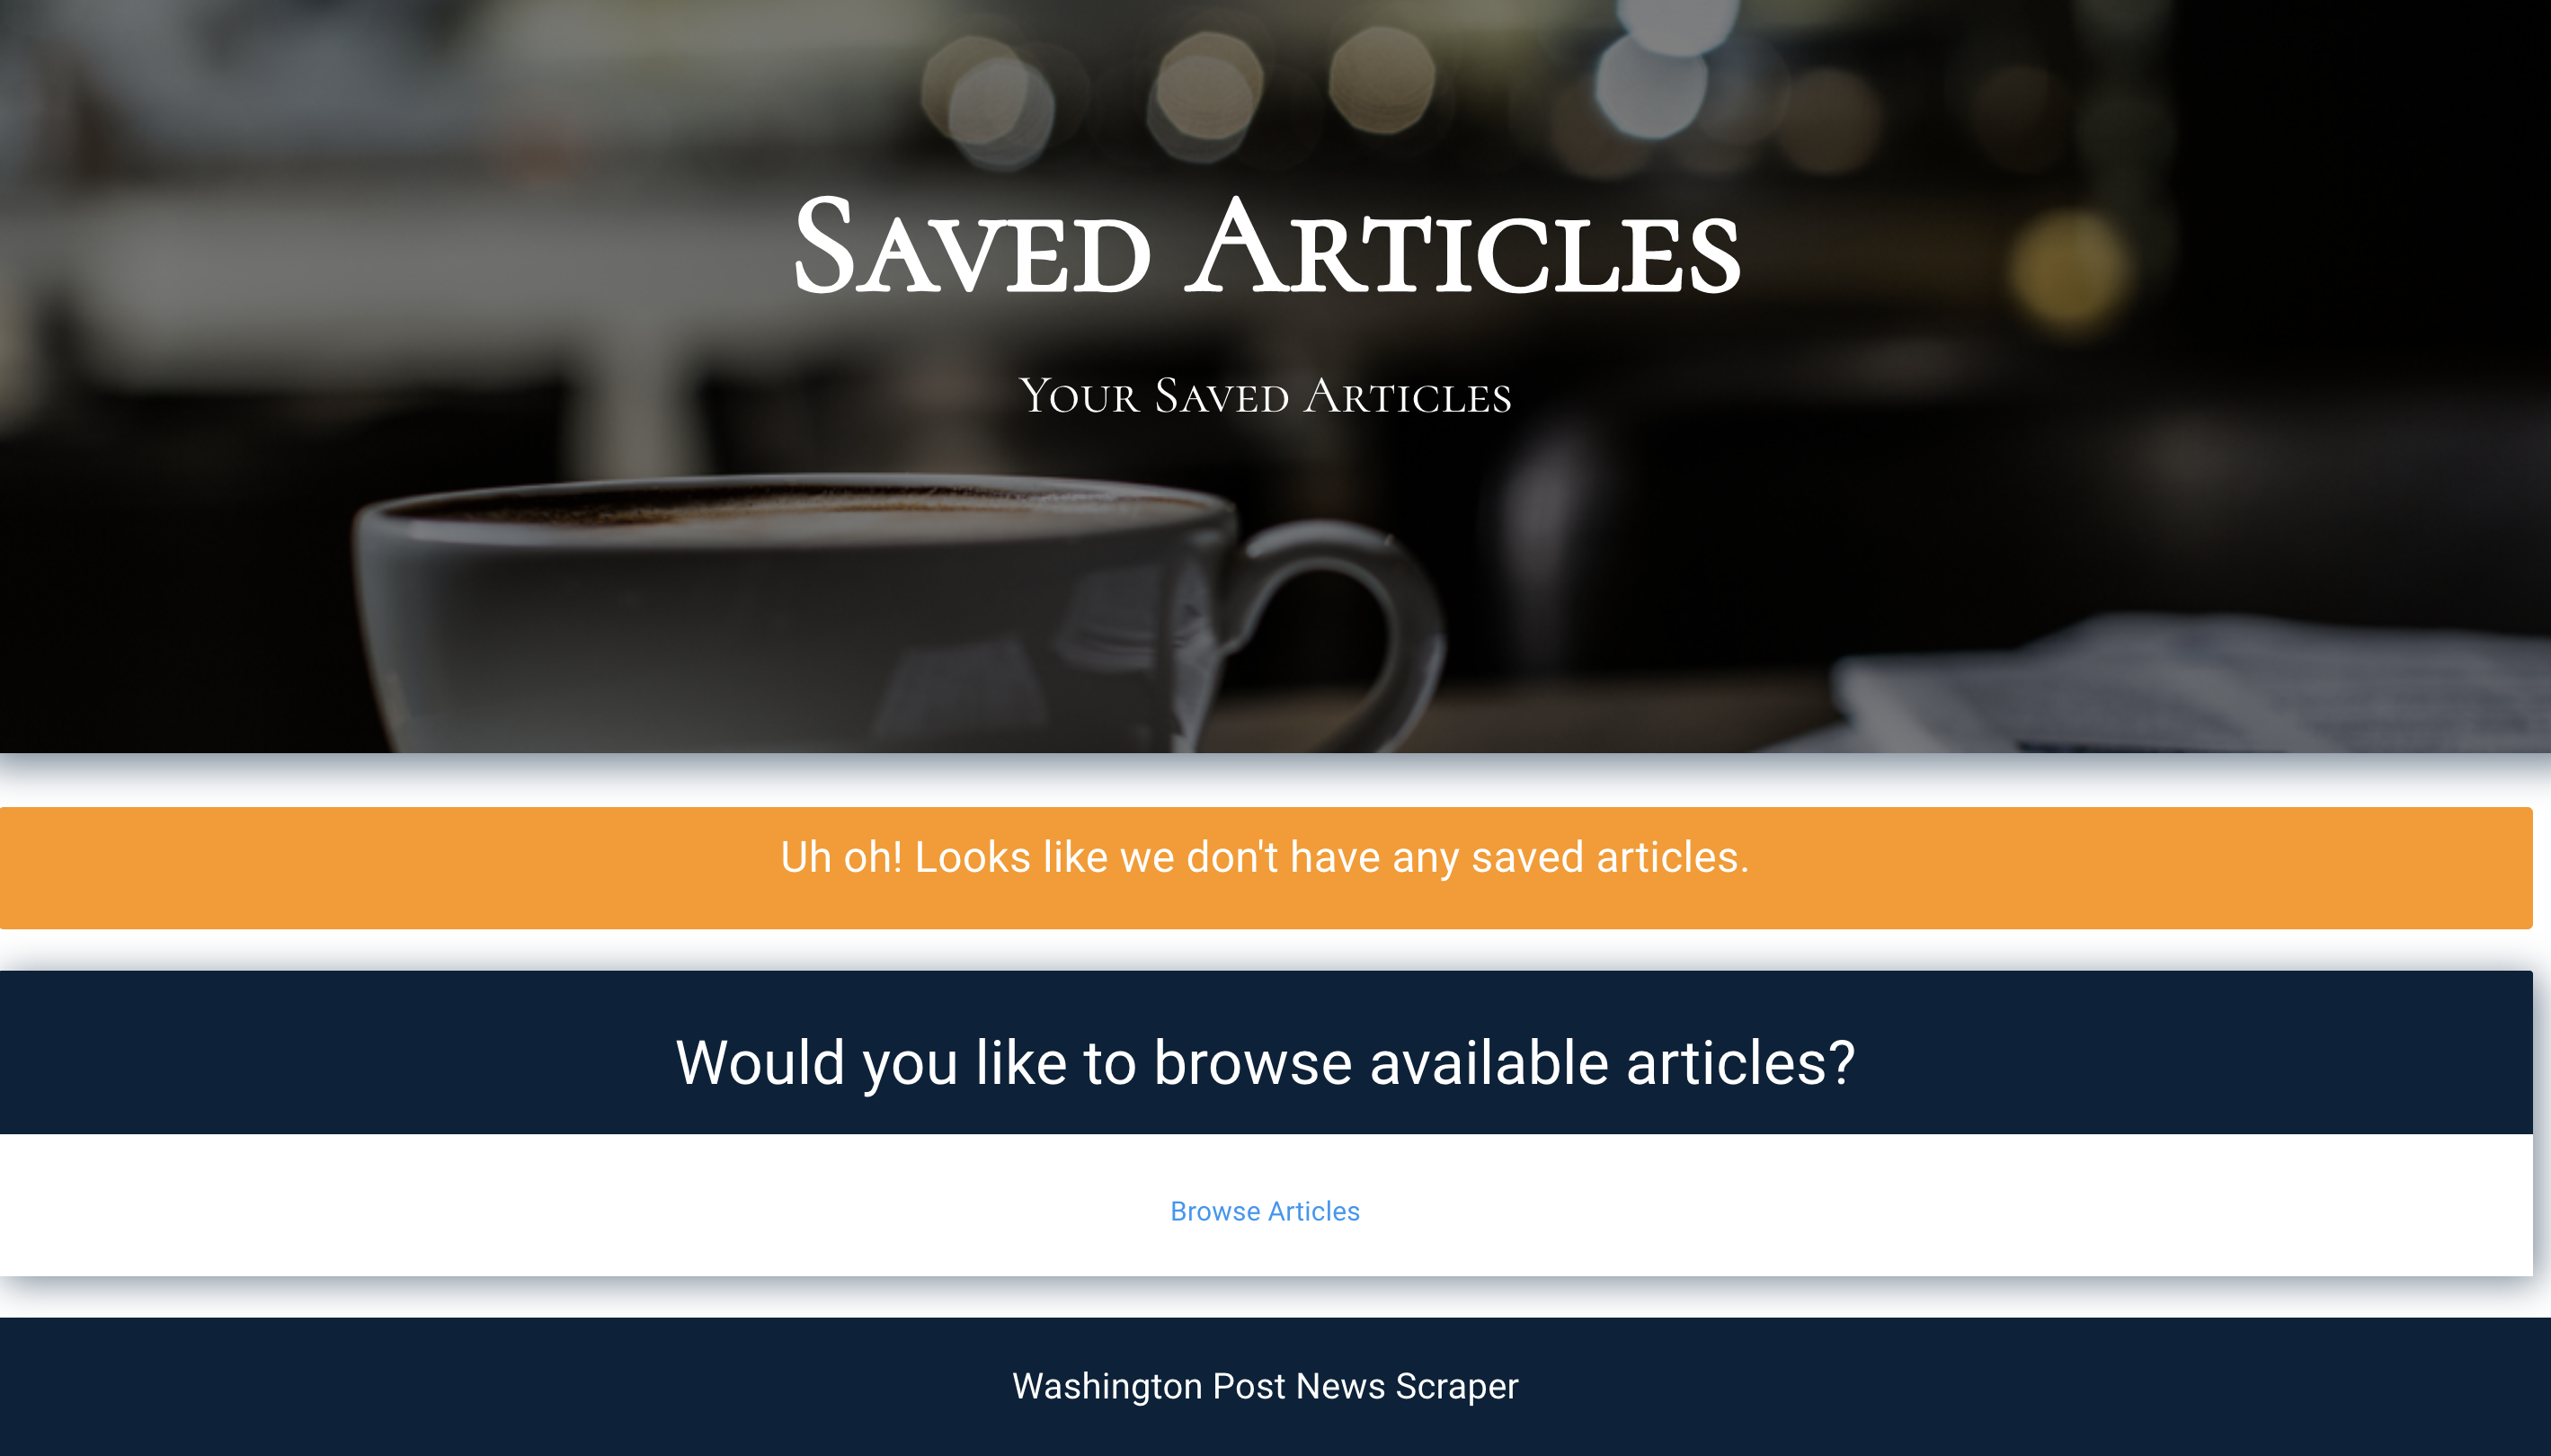 Saved Articles
Your Saved Articles
Uh oh! Looks like we don't have any saved articles.
Would you like to browse available articles?
Browse Articles
Washington Post News Scraper